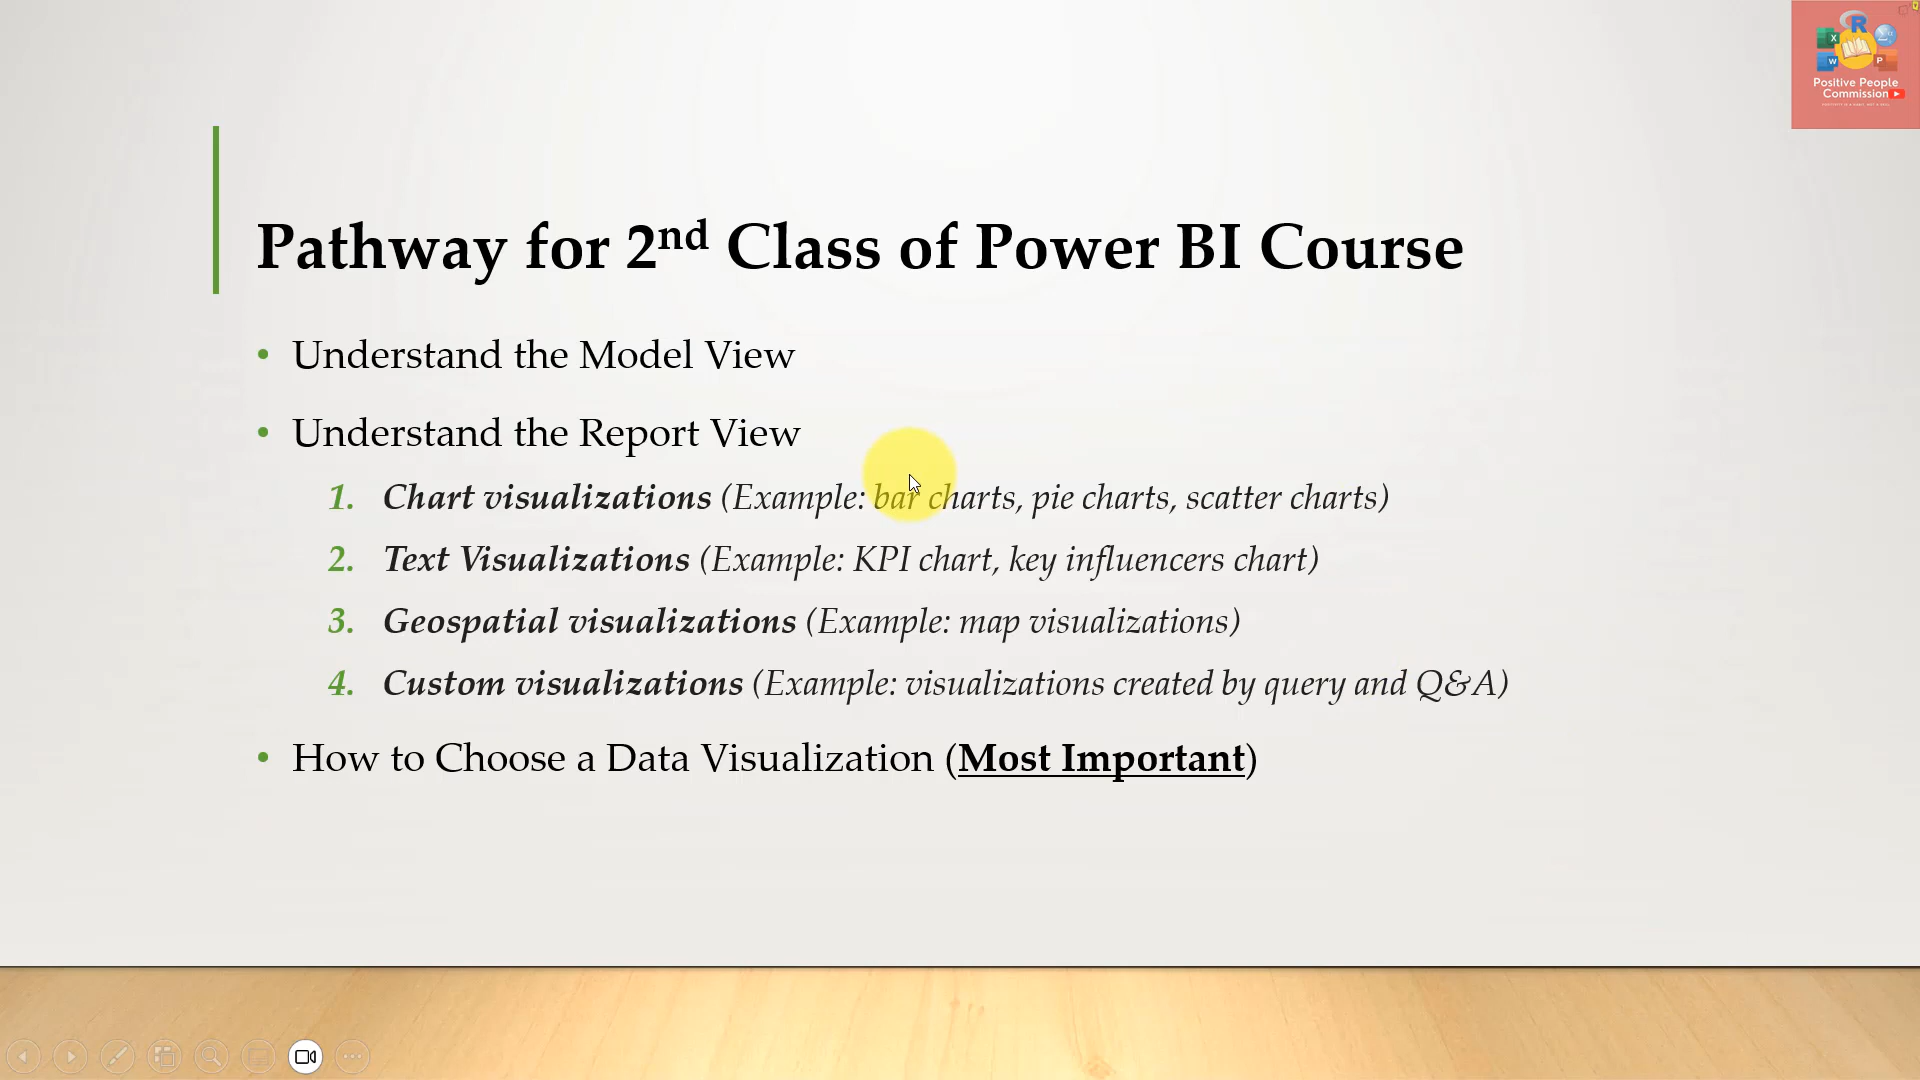 Positive People
Commission
Pathway for 2nd Class of Power BI Course
• Understand the Model View
• Understand the Report View
1. Chart visualizations (Example: bar charts, pie charts, scatter charts)
2. Text Visualizations (Example: KPI chart, key influencers chart)
3. Geospatial visualizations (Example: map visualizations)
4. Custom visualizations (Example: visualizations created by query and Q&A)
• How to Choose a Data Visualization (Most Important)